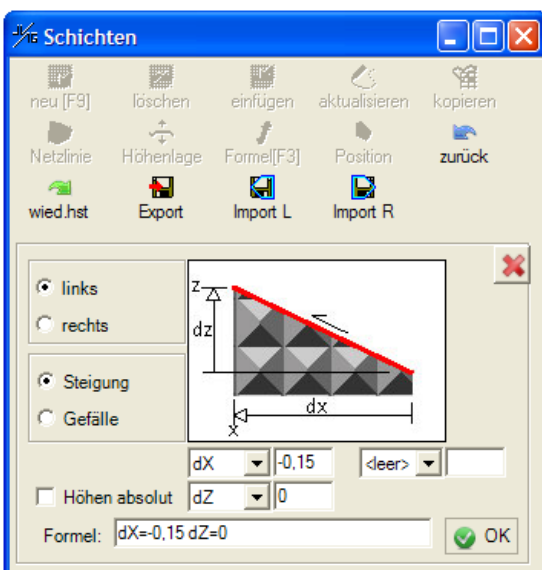 Schichten
neu [F9] löschen einfügen aktualisieren kopieren
Netzlinie Höhenlage Formel[F3] Position zurück
wied.hst Export Import L Import R
links
rechts
Steigung
Gefälle
z
dz
dx
x
dX -0,15 <leer>
Höhen absolut dZ 0
Formel: dX=-0,15 dZ=0 OK